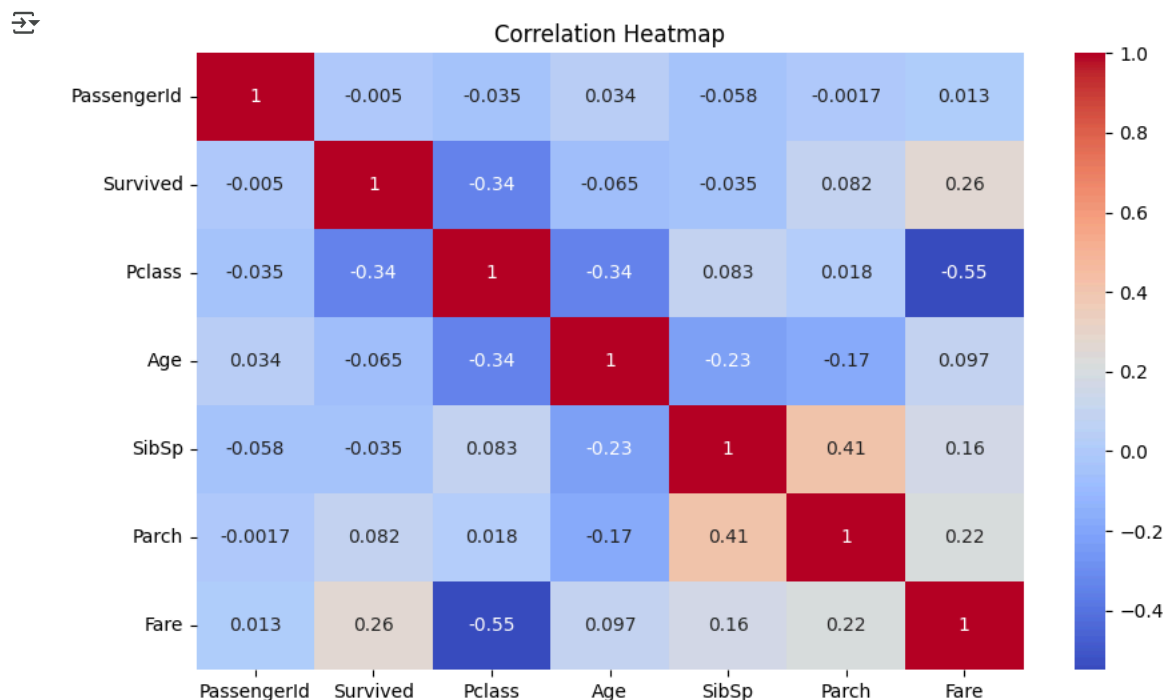 Correlation Heatmap
PassengerId 1 -0.005 -0.035 0.034 -0.058 -0.0017 0.013
Survived -0.005 1 -0.34 -0.065 -0.035 0.082 0.26
Pclass -0.035 -0.34 1 -0.34 0.083 0.018 -0.55
Age 0.034 -0.065 -0.34 1 -0.23 -0.17 0.097
SibSp -0.058 -0.035 0.083 -0.23 1 0.41 0.16
Parch -0.0017 0.082 0.018 -0.17 0.41 1 0.22
Fare 0.013 0.26 -0.55 0.097 0.16 0.22 1
PassengerId Survived Pclass Age SibSp Parch Fare
1.0
0.8
0.6
0.4
0.2
0.0
−0.2
−0.4